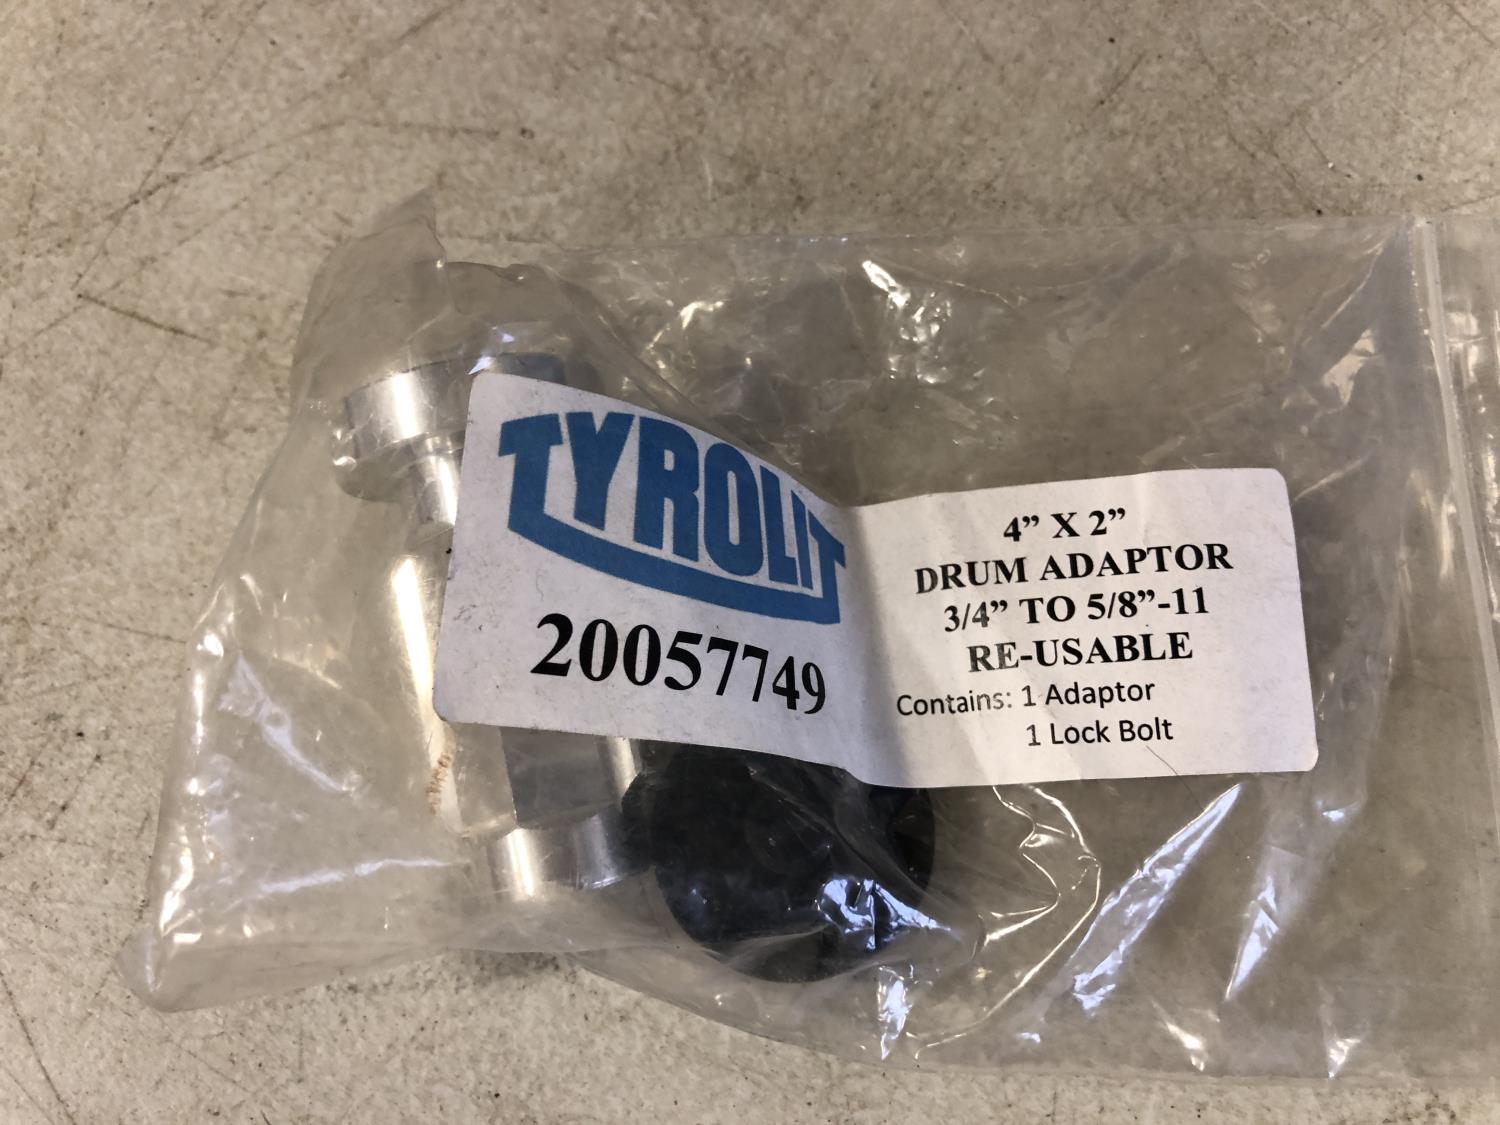 TYROLIT
20057749
4” X 2”
DRUM ADAPTOR
3/4” TO 5/8”-11
RE-USABLE
Contains: 1 Adaptor
1 Lock Bolt